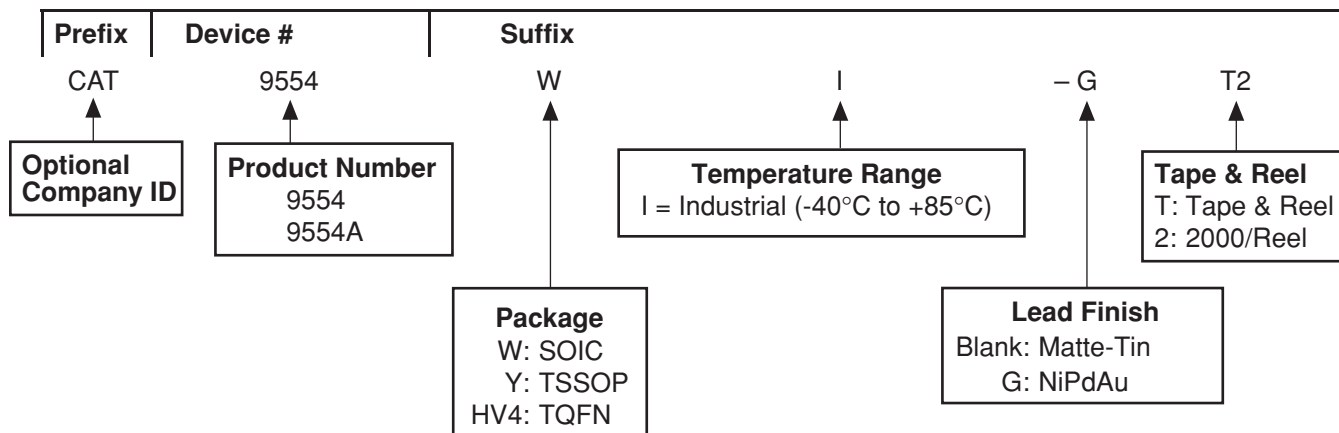 Prefix Device # Suffix
CAT 9554 W I – G T2
Optional
Company ID
Product Number
9554
9554A
Temperature Range
I = Industrial (-40°C to +85°C)
Tape & Reel
T: Tape & Reel
2: 2000/Reel
Package
W: SOIC
Y: TSSOP
HV4: TQFN
Lead Finish
Blank: Matte-Tin
G: NiPdAu